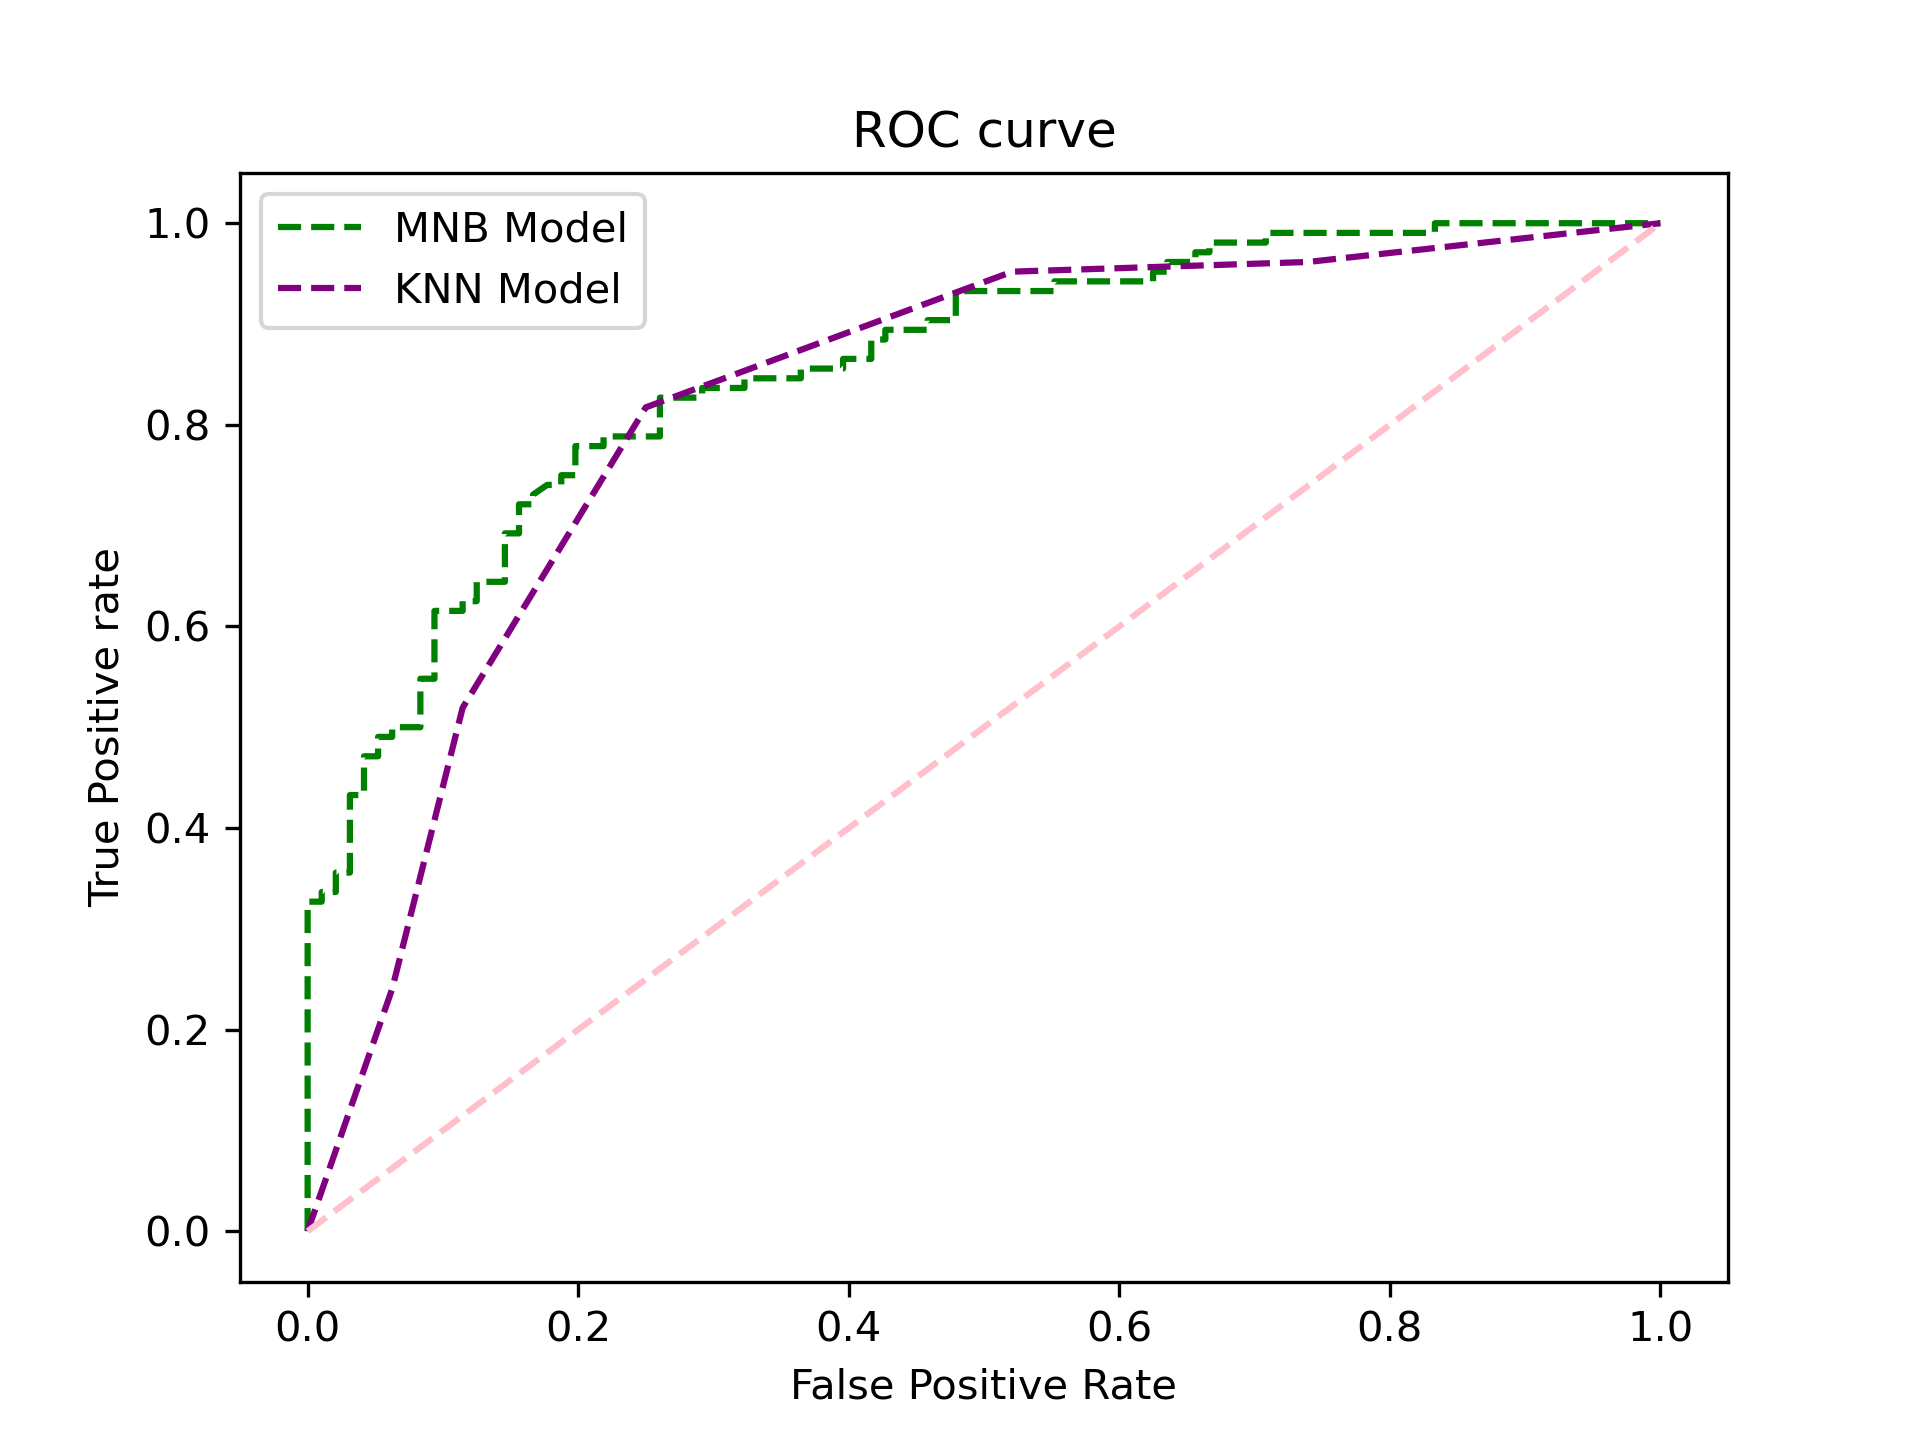 ROC curve
MNB Model
KNN Model
1.0
0.8
0.6
0.4
0.2
0.0
True Positive rate
0.0 0.2 0.4 0.6 0.8 1.0
False Positive Rate